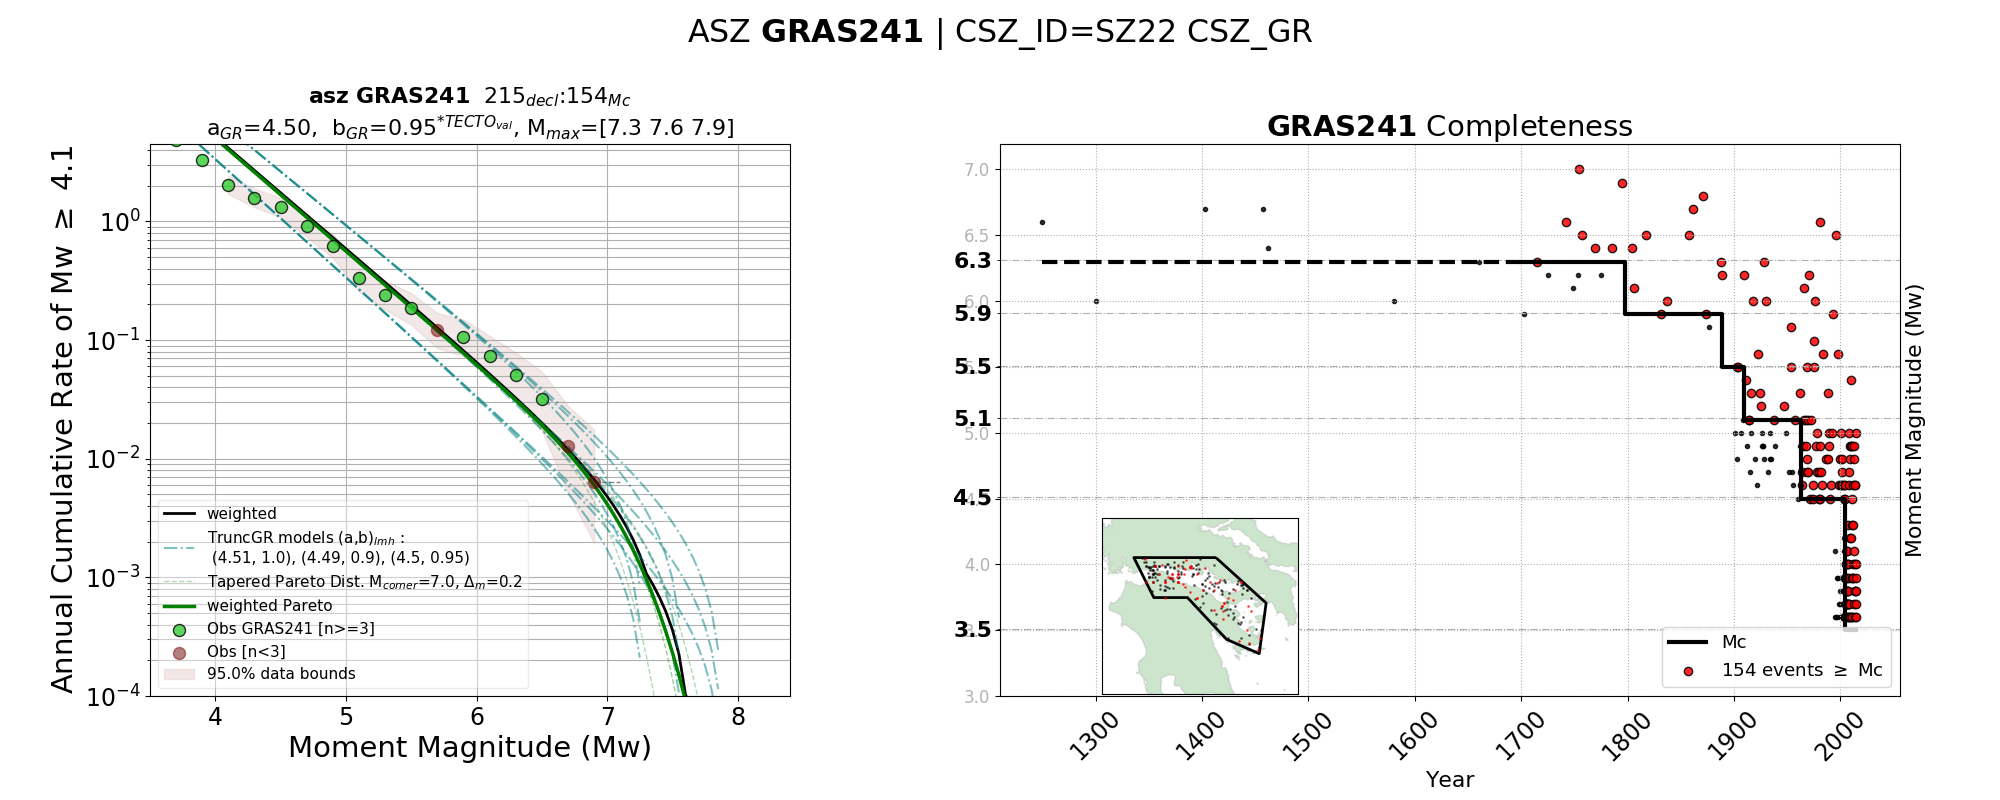 ASZ GRAS241 | CSZ_ID=SZ22 CSZ_GR
asz GRAS241 215decl:154Mc
aGR=4.50, bGR=0.95*TECTOval, Mmax=[7.3 7.6 7.9]
Annual Cumulative Rate of Mw ≥ 4.1
10^0
10^-1
10^-2
10^-3
10^-4
weighted
TruncGR models (a,b)lmh :
(4.51, 1.0), (4.49, 0.9), (4.5, 0.95)
Tapered Pareto Dist. Mcorner=7.0, Δm=0.2
weighted Pareto
Obs GRAS241 [n>=3]
Obs [n<3]
95.0% data bounds
4 5 6 7 8
Moment Magnitude (Mw)
GRAS241 Completeness
7.0
6.5
6.3
6.0
5.9
5.5
5.1
5.0
4.5
4.0
3.5
3.0
Mc
154 events ≥ Mc
1300 1400 1500 1600 1700 1800 1900 2000
Year
Moment Magnitude (Mw)